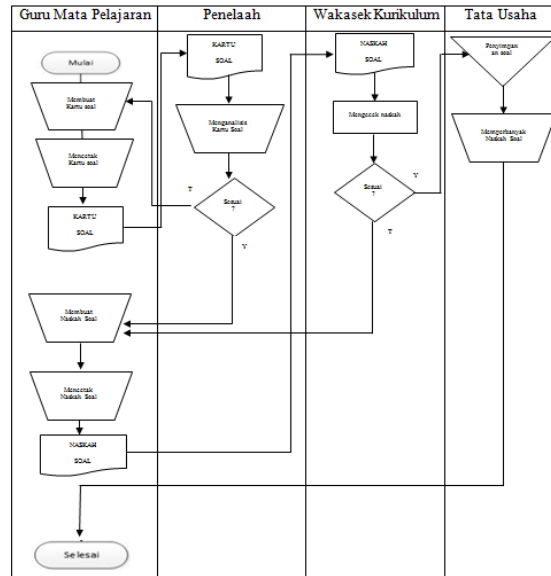 Guru Mata Pelajaran
Penelaah
Wakasek Kurikulum
Tata Usaha
Mulai
Membuat
Kartu soal
Mencetak
Kartu soal
KARTU
SOAL
Membuat
Naskah Soal
Mencetak
Naskah Soal
NASKAH
SOAL
Selesai
KARTU
SOAL
Menganalisis
Kartu Soal
Sesuai
?
T
Y
NASKAH
SOAL
Mengecek naskah
Sesuai
?
Y
T
Penyimpan
an soal
Memperbanyak
Naskah Soal